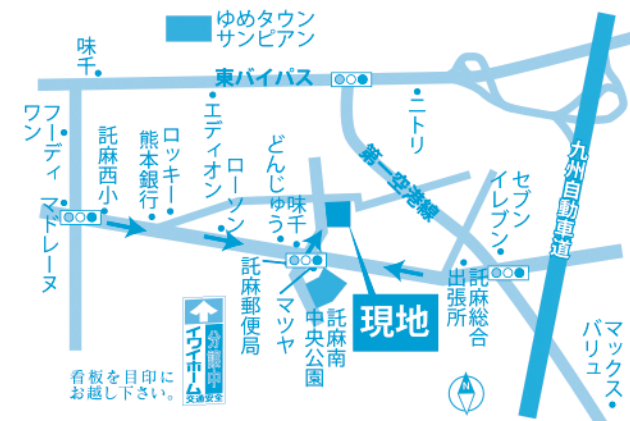 ゆめタウン
サンピアン
味千
東バイパス
ニトリ
エディオン
フーディ
ワン
託麻西小
熊本銀行
ロッキー
ローソン
どんじゅう
味千
第一空港線
セブン
イレブン
九州自動車道
マドレーヌ
託麻郵便局
マツヤ
託麻南
中央公園
現地
託麻総合
出張所
マックス
バリュ
分譲中
イワイホーム
交通安全
看板を目印に
お越し下さい。
N